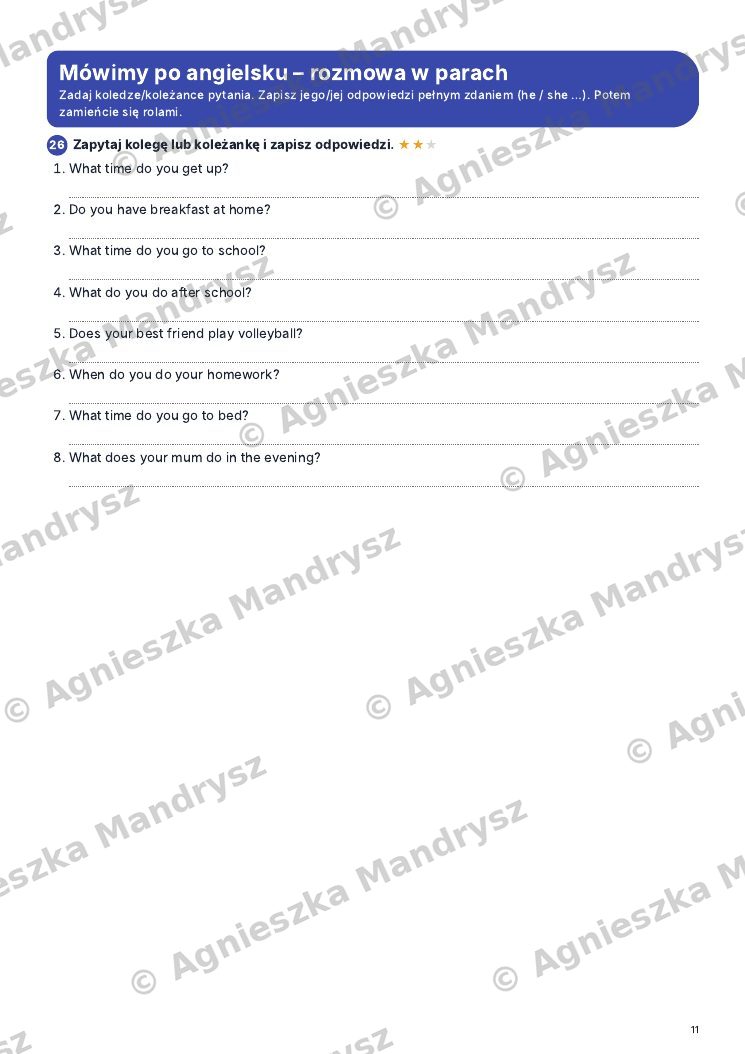 Mówimy po angielsku – rozmowa w parach
Zadaj koledze/koleżance pytania. Zapisz jego/jej odpowiedzi pełnym zdaniem (he / she ...). Potem
zamieńcie się rolami.
26 Zapytaj kolegę lub koleżankę i zapisz odpowiedzi. ★★★
1. What time do you get up?
2. Do you have breakfast at home?
3. What time do you go to school?
4. What do you do after school?
5. Does your best friend play volleyball?
6. When do you do your homework?
7. What time do you go to bed?
8. What does your mum do in the evening?
© Agnieszka Mandrysz
11